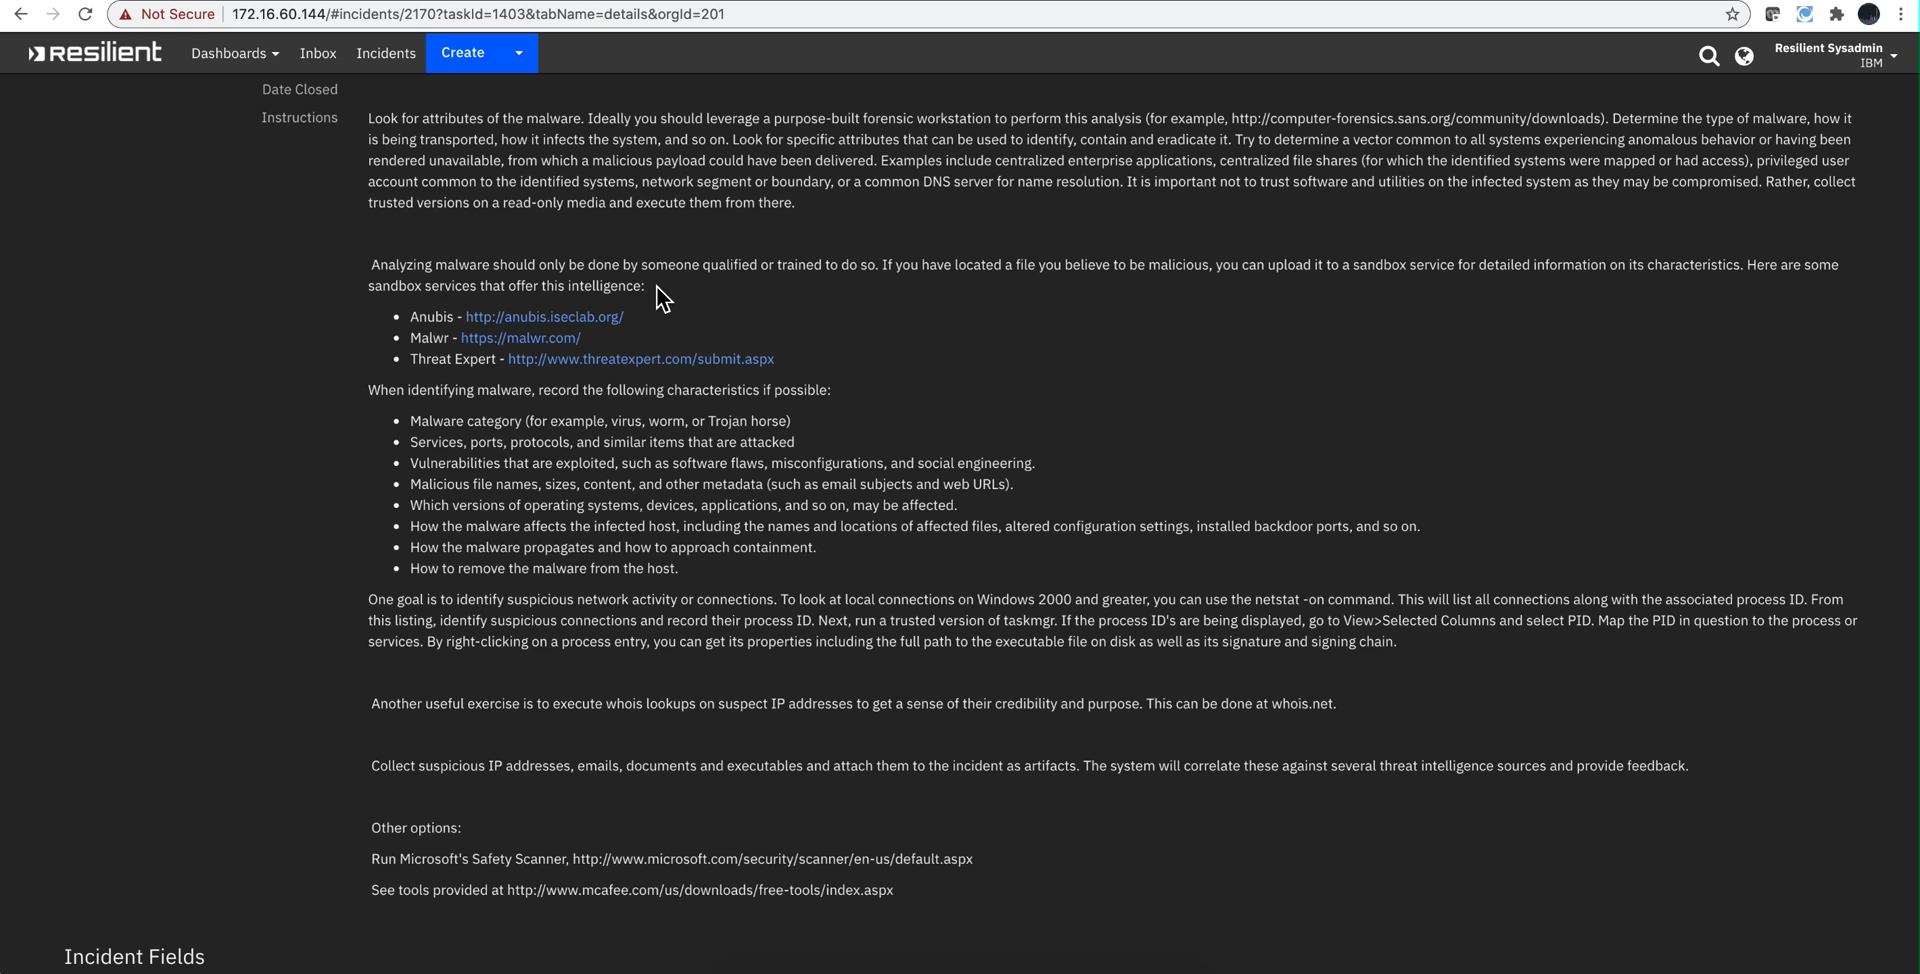 Not Secure 172.16.60.144/#incidents/2170?taskId=1403&tabName=details&orgId=201
Resilient Dashboards Inbox Incidents Create Resilient Sysadmin
IBM
Date Closed
Instructions Look for attributes of the malware. Ideally you should leverage a purpose-built forensic workstation to perform this analysis (for example, http://computer-forensics.sans.org/community/downloads). Determine the type of malware, how it
is being transported, how it infects the system, and so on. Look for specific attributes that can be used to identify, contain and eradicate it. Try to determine a vector common to all systems experiencing anomalous behavior or having been
rendered unavailable, from which a malicious payload could have been delivered. Examples include centralized enterprise applications, centralized file shares (for which the identified systems were mapped or had access), privileged user
account common to the identified systems, network segment or boundary, or a common DNS server for name resolution. It is important not to trust software and utilities on the infected system as they may be compromised. Rather, collect
trusted versions on a read-only media and execute them from there.
Analyzing malware should only be done by someone qualified or trained to do so. If you have located a file you believe to be malicious, you can upload it to a sandbox service for detailed information on its characteristics. Here are some
sandbox services that offer this intelligence:
• Anubis - http://anubis.iseclab.org/
• Malwr - https://malwr.com/
• Threat Expert - http://www.threatexpert.com/submit.aspx
When identifying malware, record the following characteristics if possible:
• Malware category (for example, virus, worm, or Trojan horse)
• Services, ports, protocols, and similar items that are attacked
• Vulnerabilities that are exploited, such as software flaws, misconfigurations, and social engineering.
• Malicious file names, sizes, content, and other metadata (such as email subjects and web URLs).
• Which versions of operating systems, devices, applications, and so on, may be affected.
• How the malware affects the infected host, including the names and locations of affected files, altered configuration settings, installed backdoor ports, and so on.
• How the malware propagates and how to approach containment.
• How to remove the malware from the host.
One goal is to identify suspicious network activity or connections. To look at local connections on Windows 2000 and greater, you can use the netstat -on command. This will list all connections along with the associated process ID. From
this listing, identify suspicious connections and record their process ID. Next, run a trusted version of taskmgr. If the process ID's are being displayed, go to View>Selected Columns and select PID. Map the PID in question to the process or
services. By right-clicking on a process entry, you can get its properties including the full path to the executable file on disk as well as its signature and signing chain.
Another useful exercise is to execute whois lookups on suspect IP addresses to get a sense of their credibility and purpose. This can be done at whois.net.
Collect suspicious IP addresses, emails, documents and executables and attach them to the incident as artifacts. The system will correlate these against several threat intelligence sources and provide feedback.
Other options:
Run Microsoft's Safety Scanner, http://www.microsoft.com/security/scanner/en-us/default.aspx
See tools provided at http://www.mcafee.com/us/downloads/free-tools/index.aspx
Incident Fields